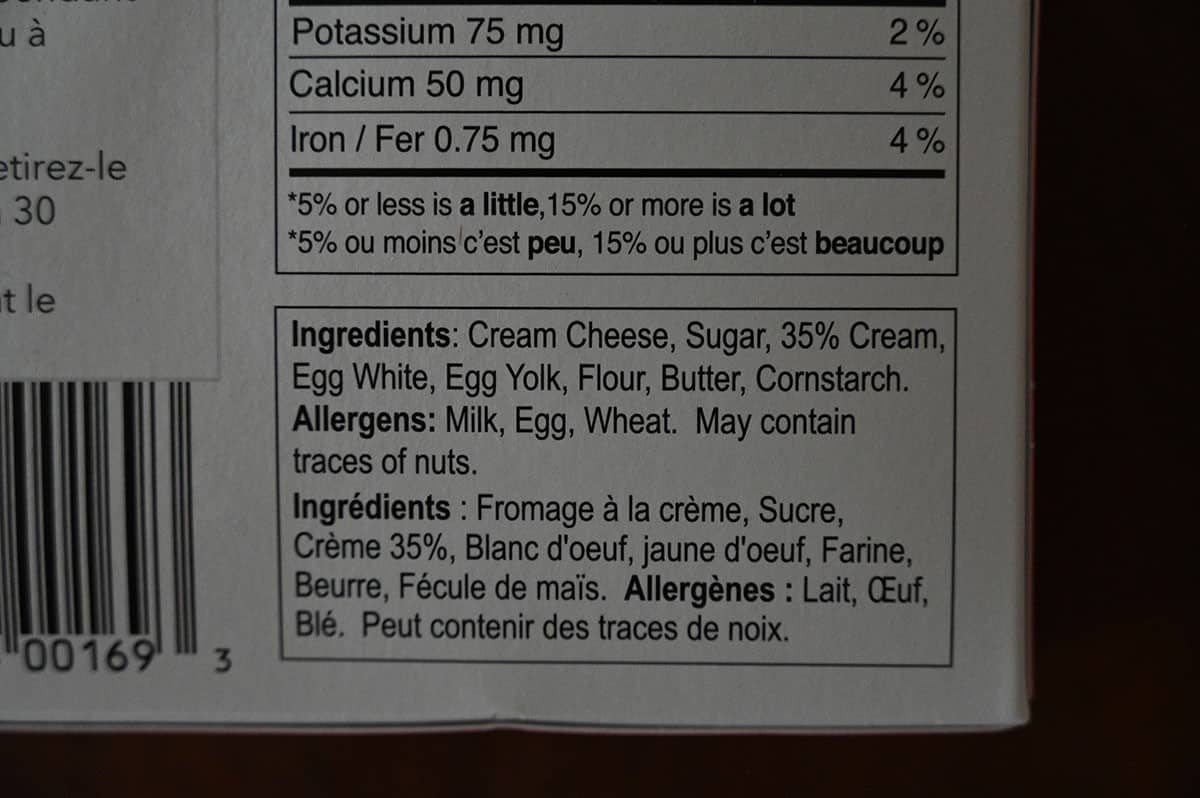 u à
etirez-le
30
t le
Potassium 75 mg 2 %
Calcium 50 mg 4 %
Iron / Fer 0.75 mg 4 %
*5% or less is a little, 15% or more is a lot
*5% ou moins c'est peu, 15% ou plus c'est beaucoup
Ingredients: Cream Cheese, Sugar, 35% Cream,
Egg White, Egg Yolk, Flour, Butter, Cornstarch.
Allergens: Milk, Egg, Wheat. May contain
traces of nuts.
Ingrédients : Fromage à la crème, Sucre,
Crème 35%, Blanc d'oeuf, jaune d'oeuf, Farine,
Beurre, Fécule de maïs. Allergènes : Lait, Œuf,
Blé. Peut contenir des traces de noix.
00169 3